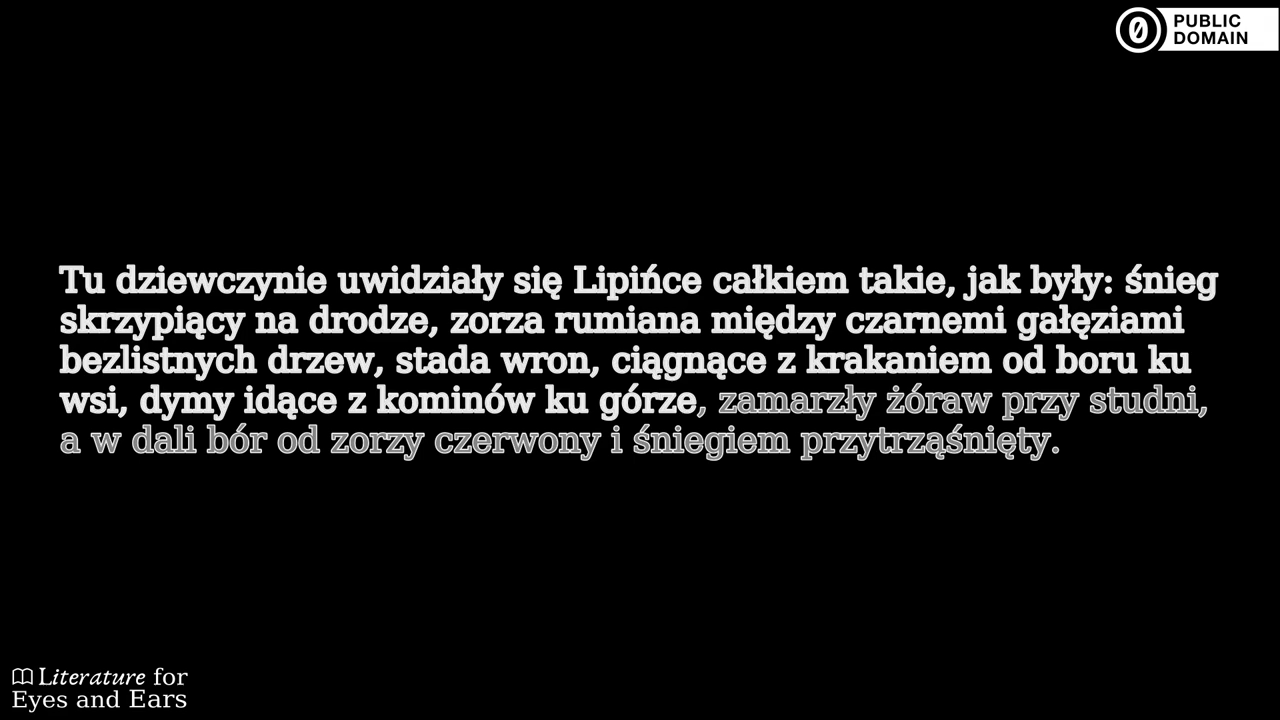 PUBLIC
DOMAIN
Tu dziewczynie uwidziały się Lipińce całkiem takie, jak były: śnieg
skrzypiący na drodze, zorza rumiana między czarnemi gałęziami
bezlistnych drzew, stada wron, ciągnące z krakaniem od boru ku
wsi, dymy idące z kominów ku górze, zamarzły żóraw przy studni,
a w dali bór od zorzy czerwony i śniegiem przytrząśnięty.
Literature for
Eyes and Ears